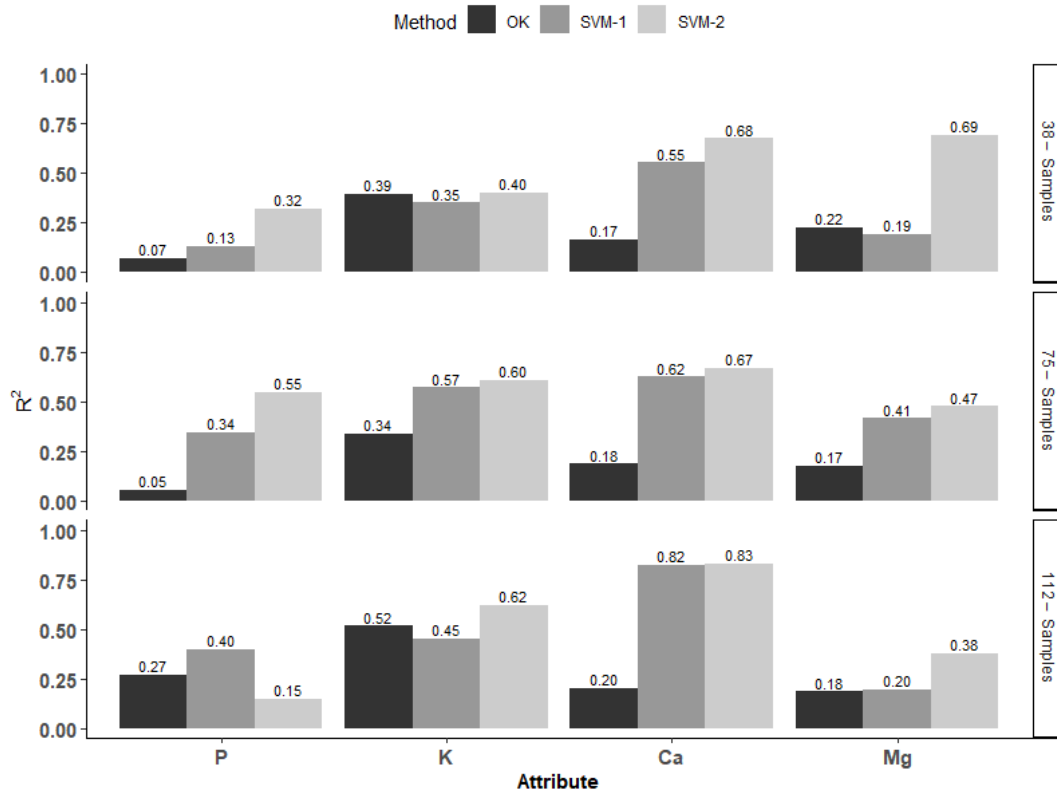 Method OK SVM-1 SVM-2
1.00
0.75
0.50
0.25
0.00
0.07 0.13 0.32 0.39 0.35 0.40 0.17 0.55 0.68 0.22 0.19 0.69
38 – Samples
1.00
0.75
0.50
0.25
0.00
0.05 0.34 0.55 0.34 0.57 0.60 0.18 0.62 0.67 0.17 0.41 0.47
75 – Samples
R²
1.00
0.75
0.50
0.25
0.00
0.27 0.40 0.15 0.52 0.45 0.62 0.20 0.82 0.83 0.18 0.20 0.38
112 – Samples
P K Ca Mg
Attribute